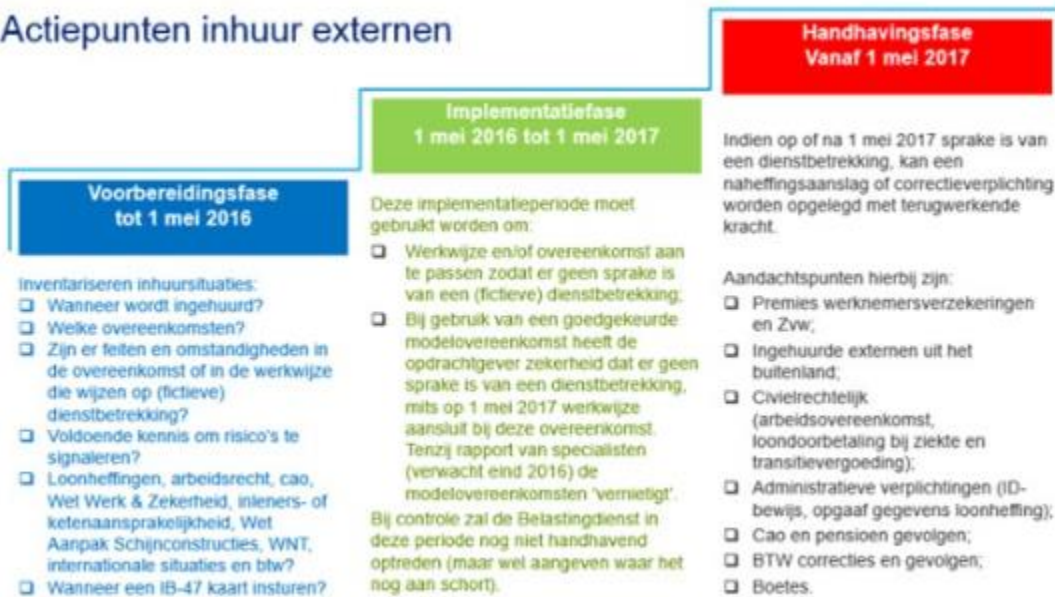 Actiepunten inhuur externen
Voorbereidingsfase
tot 1 mei 2016
Inventariseren inhuursituaties:
❑ Wanneer wordt ingehuurd?
❑ Welke overeenkomsten?
❑ Zijn er feiten en omstandigheden in
de overeenkomst of in de werkwijze
die wijzen op (fictieve)
dienstbetrekking?
❑ Voldoende kennis om risico's te
signaleren?
❑ Loonheffingen, arbeidsrecht, cao,
Wet Werk & Zekerheid, inleners- of
ketenaansprakelijkheid, Wet
Aanpak Schijnconstructies, WNT,
internationale situaties en btw?
❑ Wanneer een IB-47 kaart insturen?
Implementatiefase
1 mei 2016 tot 1 mei 2017
Deze implementatieperiode moet
gebruikt worden om:
❑ Werkwijze en/of overeenkomst aan
te passen zodat er geen sprake is
van een (fictieve) dienstbetrekking;
❑ Bij gebruik van een goedgekeurde
modelovereenkomst heeft de
opdrachtgever zekerheid dat er geen
sprake is van een dienstbetrekking,
mits op 1 mei 2017 werkwijze
aansluit bij deze overeenkomst.
Tenzij rapport van specialisten
(verwacht eind 2016) de
modelovereenkomsten 'vernietigt'.
Bij controle zal de Belastingdienst in
deze periode nog niet handhavend
optreden (maar wel aangeven waar het
nog aan schort).
Handhavingsfase
Vanaf 1 mei 2017
Indien op of na 1 mei 2017 sprake is van
een dienstbetrekking, kan een
naheffingsaanslag of correctieverplichting
worden opgelegd met terugwerkende
kracht.
Aandachtspunten hierbij zijn:
❑ Premies werknemersverzekeringen
en Zvw;
❑ Ingehuurde externen uit het
buitenland;
❑ Civielrechtelijk
(arbeidsovereenkomst,
loondoorbetaling bij ziekte en
transitievergoeding);
❑ Administratieve verplichtingen (ID-
bewijs, opgaaf gegevens loonheffing);
❑ Cao en pensioen gevolgen;
❑ BTW correcties en gevolgen;
❑ Boetes.